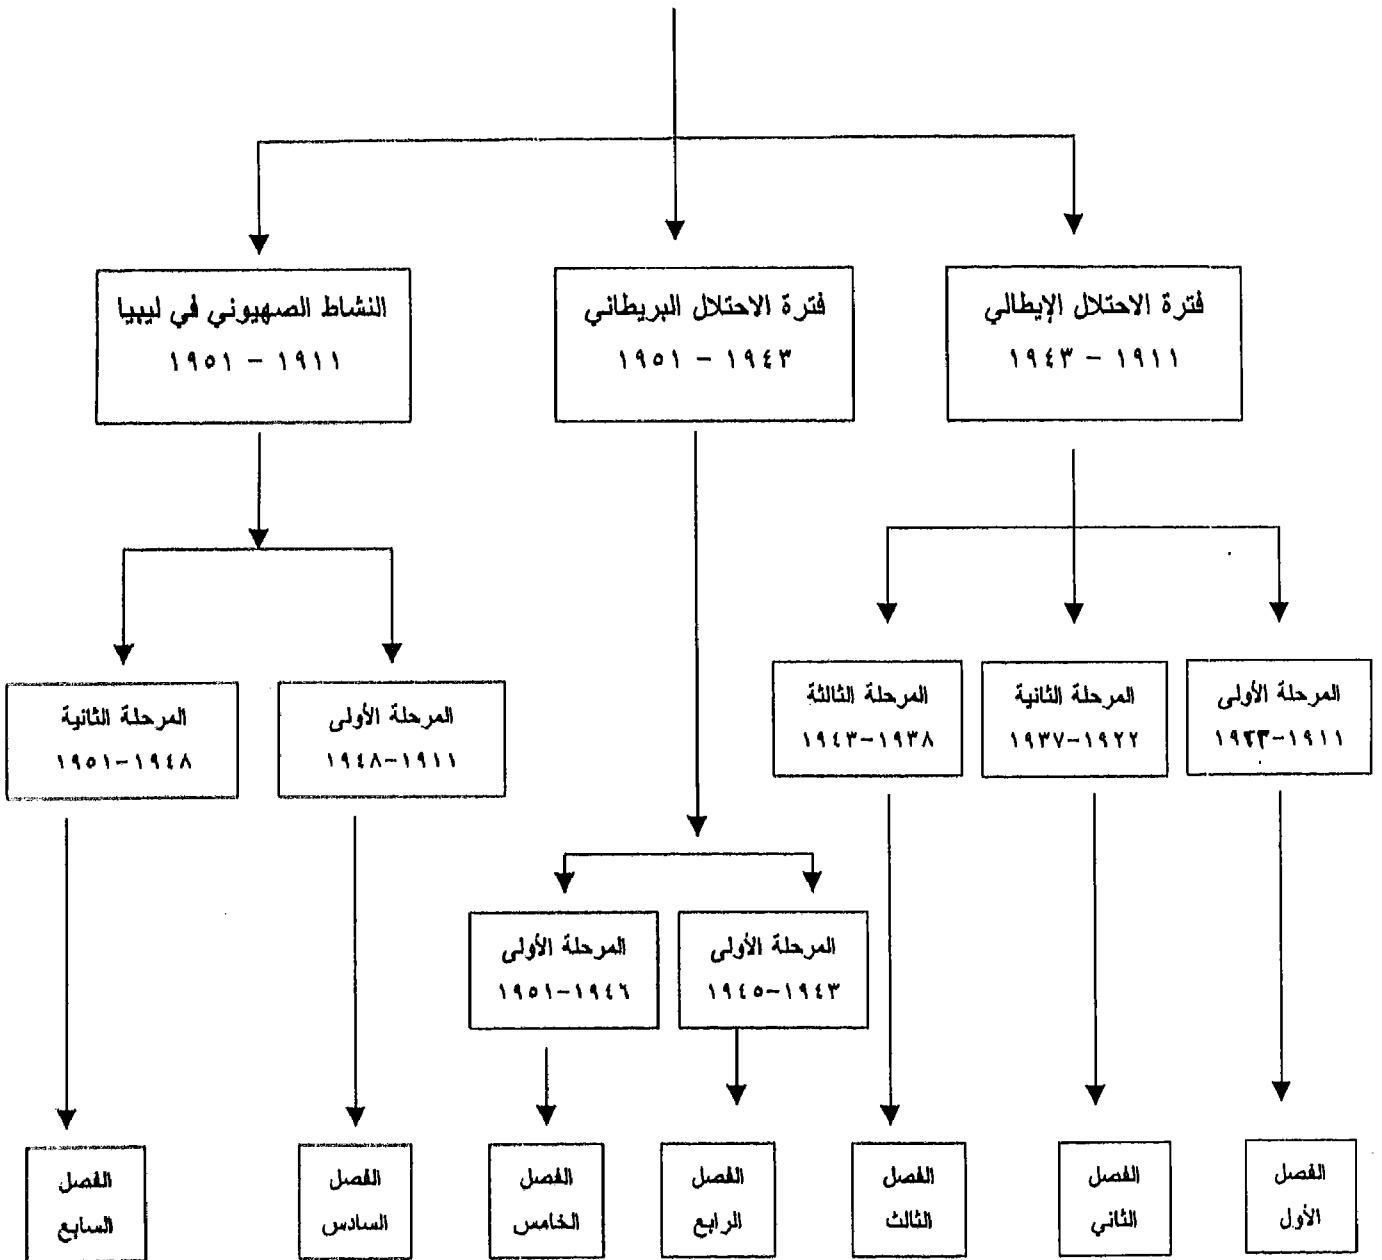 فترة الاحتلال الإيطالي
١٩١١ – ١٩٤٣
فترة الاحتلال البريطاني
١٩٤٣ – ١٩٥١
النشاط الصهيوني في ليبيا
١٩١١ – ١٩٥١
المرحلة الأولى
١٩١١–
المرحلة الثانية
١٩٢٢–١٩٣٧
المرحلة الثالثة
١٩٣٨–١٩٤٣
المرحلة الأولى
١٩١١–١٩٤٨
المرحلة الثانية
١٩٤٨–١٩٥١
المرحلة الأولى
١٩٤٣–١٩٤٥
المرحلة الأولى
١٩٤٦–١٩٥١
الفصل
الأول
الفصل
الثاني
الفصل
الثالث
الفصل
الرابع
الفصل
الخامس
الفصل
السادس
الفصل
السابع